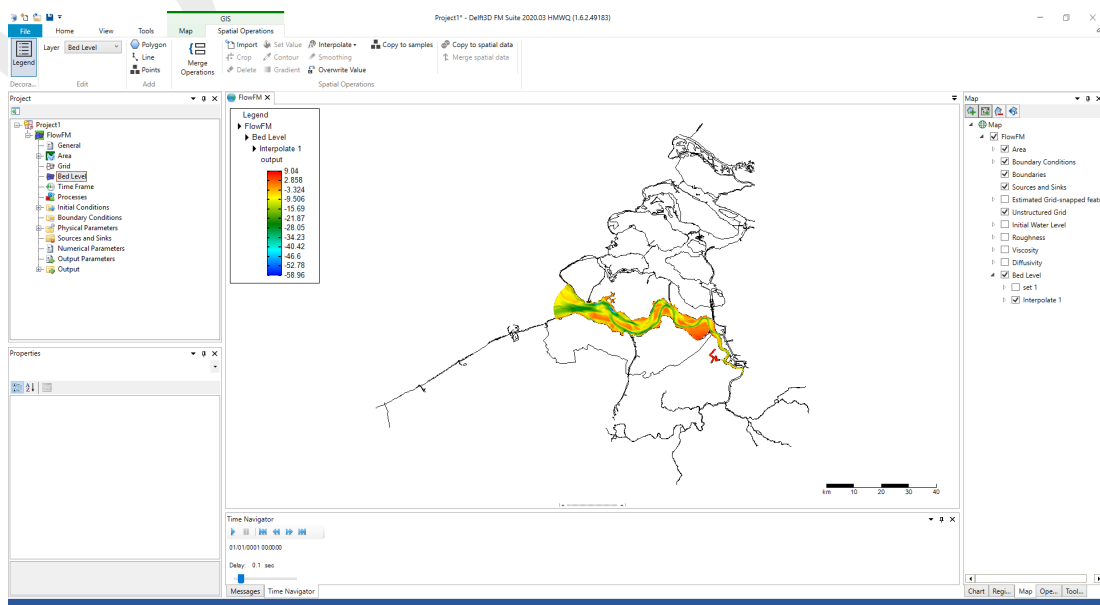 GIS
Project1* - Delft3D FM Suite 2020.03 HMWQ (1.6.2.49183)
File Home View Tools Map Spatial Operations
Legend
Layer Bed Level
Polygon
Line
Points
Merge Operations
Import Set Value Interpolate Copy to samples Copy to spatial data
Crop Contour Smoothing Merge spatial data
Delete Gradient Overwrite Value
Decora... Edit Add Spatial Operations
Project
Project1
FlowFM
General
Area
Grid
Bed Level
Time Frame
Processes
Initial Conditions
Boundary Conditions
Physical Parameters
Sources and Sinks
Numerical Parameters
Output Parameters
Output
Properties
FlowFM
Legend
FlowFM
Bed Level
Interpolate 1
output
9.04
2.858
-3.324
-9.506
-15.69
-21.87
-28.05
-34.23
-40.42
-46.6
-52.78
-58.96
km 10 20 30 40
Time Navigator
01/01/0001 00:00:00
Delay: 0.1 sec
Messages Time Navigator
Map
Map
FlowFM
Area
Boundary Conditions
Boundaries
Sources and Sinks
Estimated Grid-snapped featu
Unstructured Grid
Initial Water Level
Roughness
Viscosity
Diffusivity
Bed Level
set 1
Interpolate 1
Chart Regi... Map Ope... Tool...